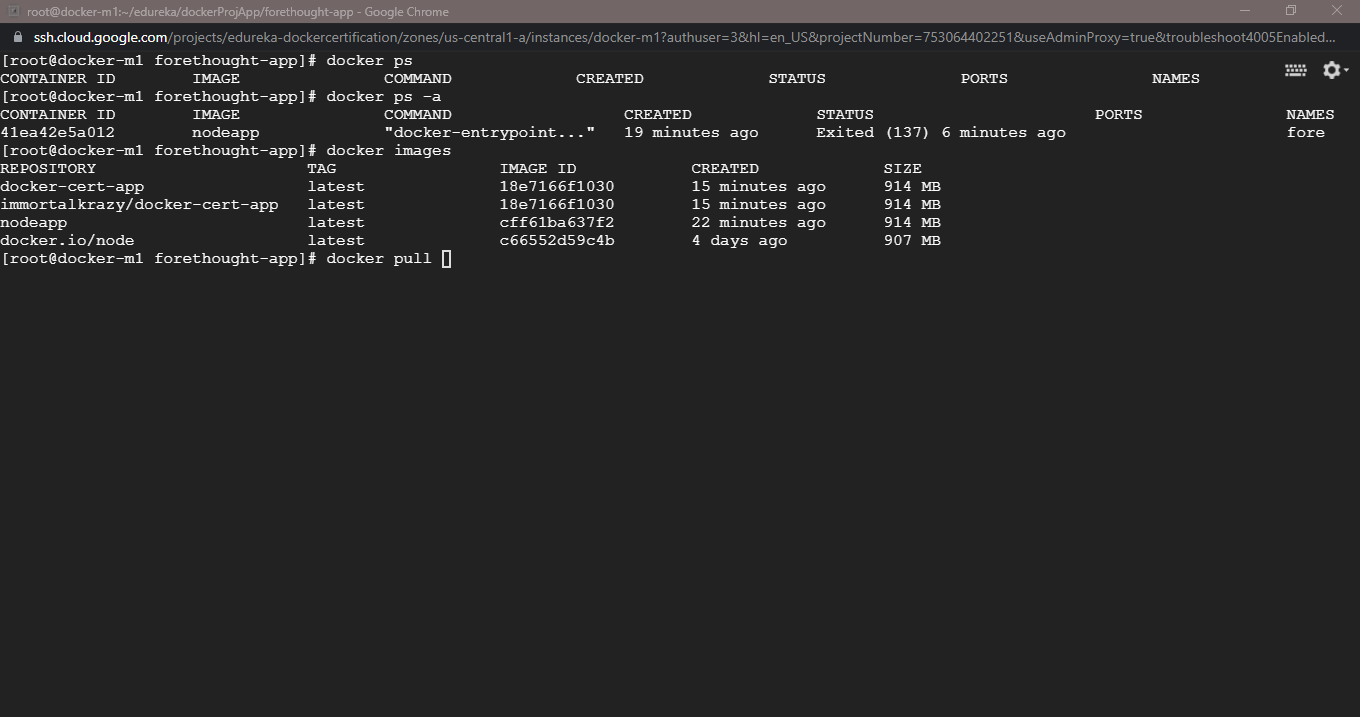 root@docker-m1:~/edureka/dockerProjApp/forethought-app - Google Chrome
ssh.cloud.google.com/projects/edureka-dockercertification/zones/us-central1-a/instances/docker-m1?authuser=3&hl=en_US&projectNumber=753064402251&useAdminProxy=true&troubleshoot4005Enabled...
[root@docker-m1 forethought-app]# docker ps
CONTAINER ID        IMAGE               COMMAND             CREATED             STATUS              PORTS               NAMES
[root@docker-m1 forethought-app]# docker ps -a
CONTAINER ID        IMAGE               COMMAND                  CREATED             STATUS                       PORTS               NAMES
41ea42e5a012        nodeapp             "docker-entrypoint..."   19 minutes ago      Exited (137) 6 minutes ago                       fore
[root@docker-m1 forethought-app]# docker images
REPOSITORY                      TAG                 IMAGE ID            CREATED             SIZE
docker-cert-app                 latest              18e7166f1030        15 minutes ago      914 MB
immortalkrazy/docker-cert-app   latest              18e7166f1030        15 minutes ago      914 MB
nodeapp                         latest              cff61ba637f2        22 minutes ago      914 MB
docker.io/node                  latest              c66552d59c4b        4 days ago          907 MB
[root@docker-m1 forethought-app]# docker pull